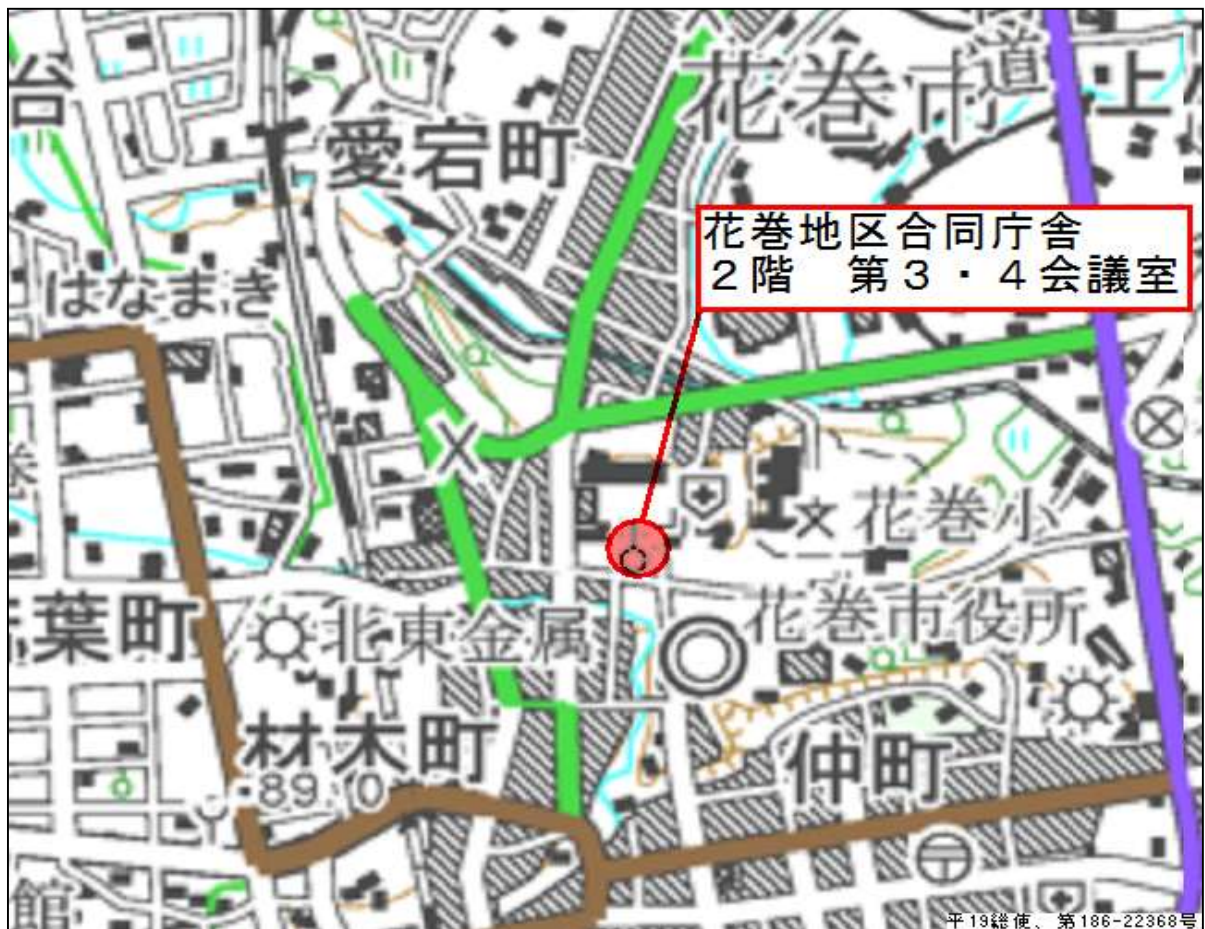 台
愛宕町
花巻市
道
上
花巻地区合同庁舎
2階　第3・4会議室
はなまき
花巻小
葉町
北東金属
花巻市役所
材木町
89.0
仲町
館
平19総使、第186-22368号